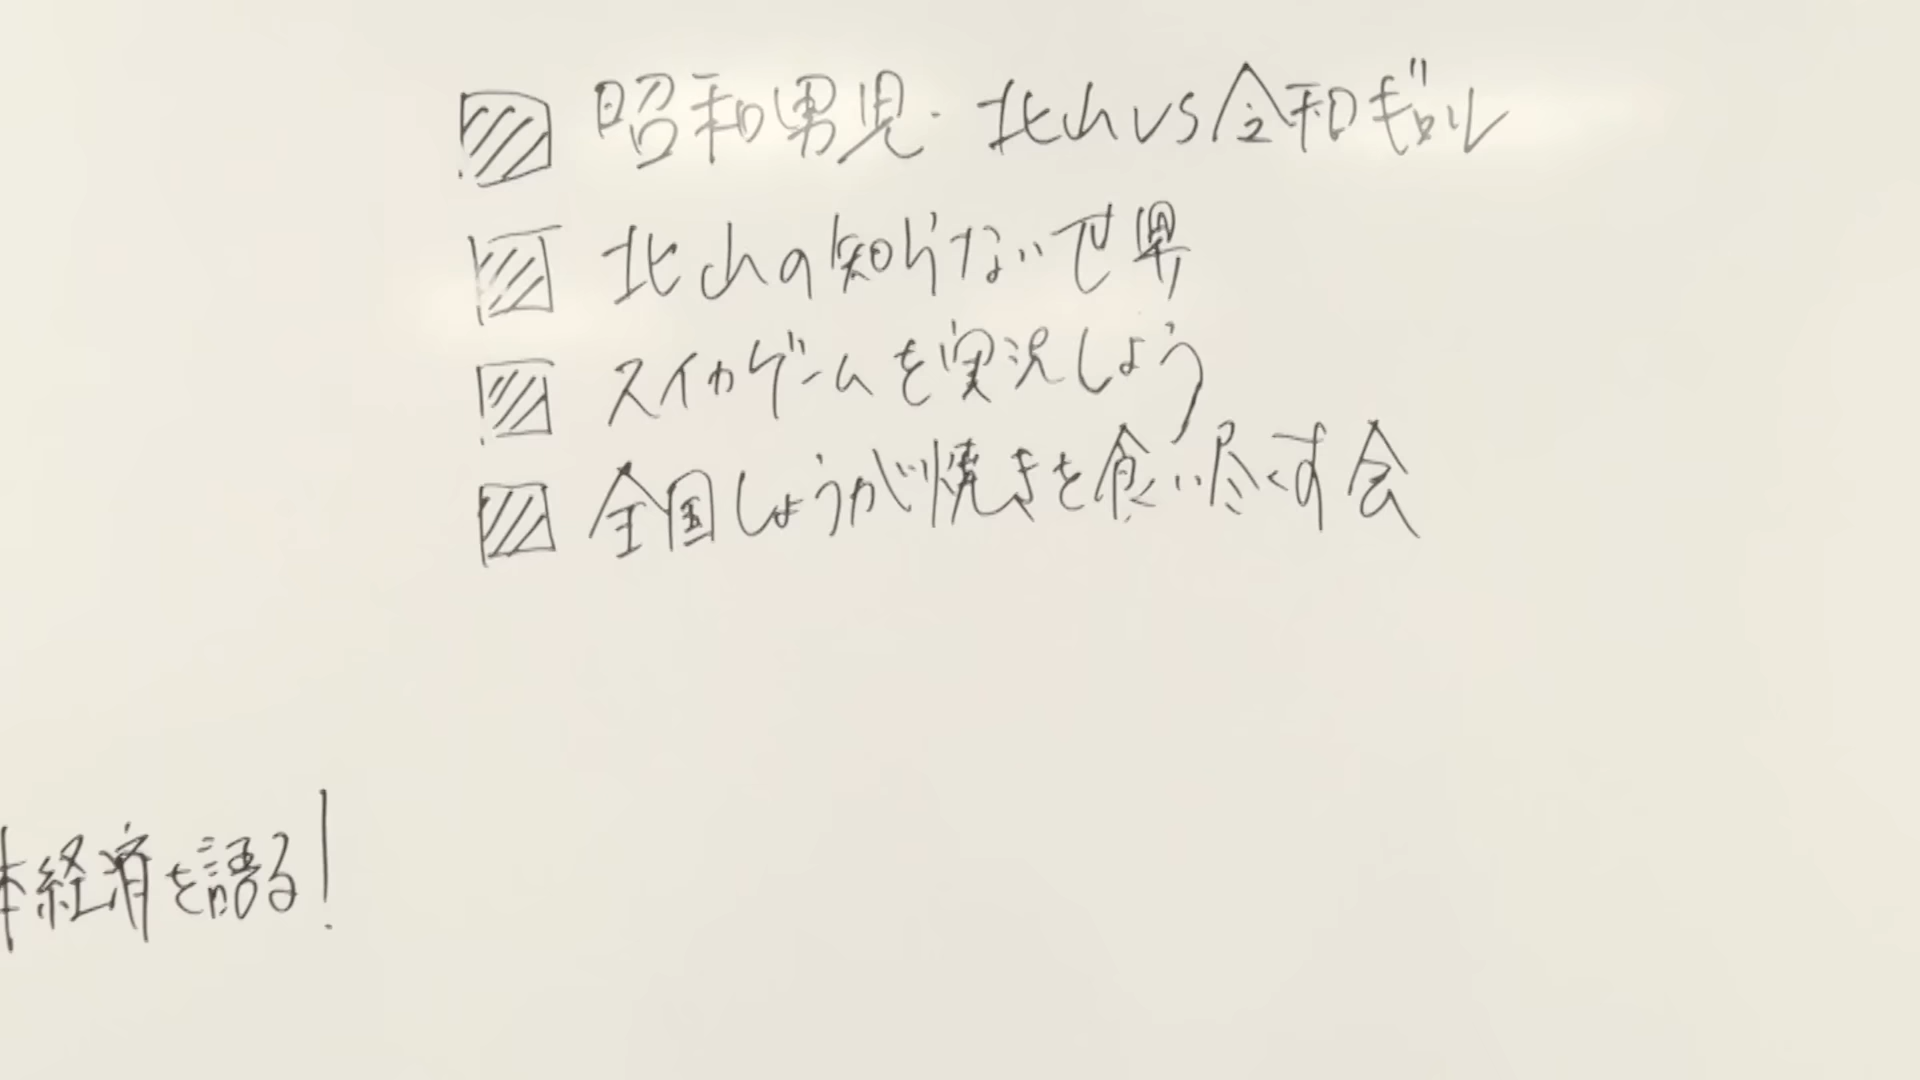 昭和男児・北山VS令和ギャル
北山の知らない世界
スイカゲームを実況しよう
全国しょうが焼きを食い尽くす会
本経済を語る!